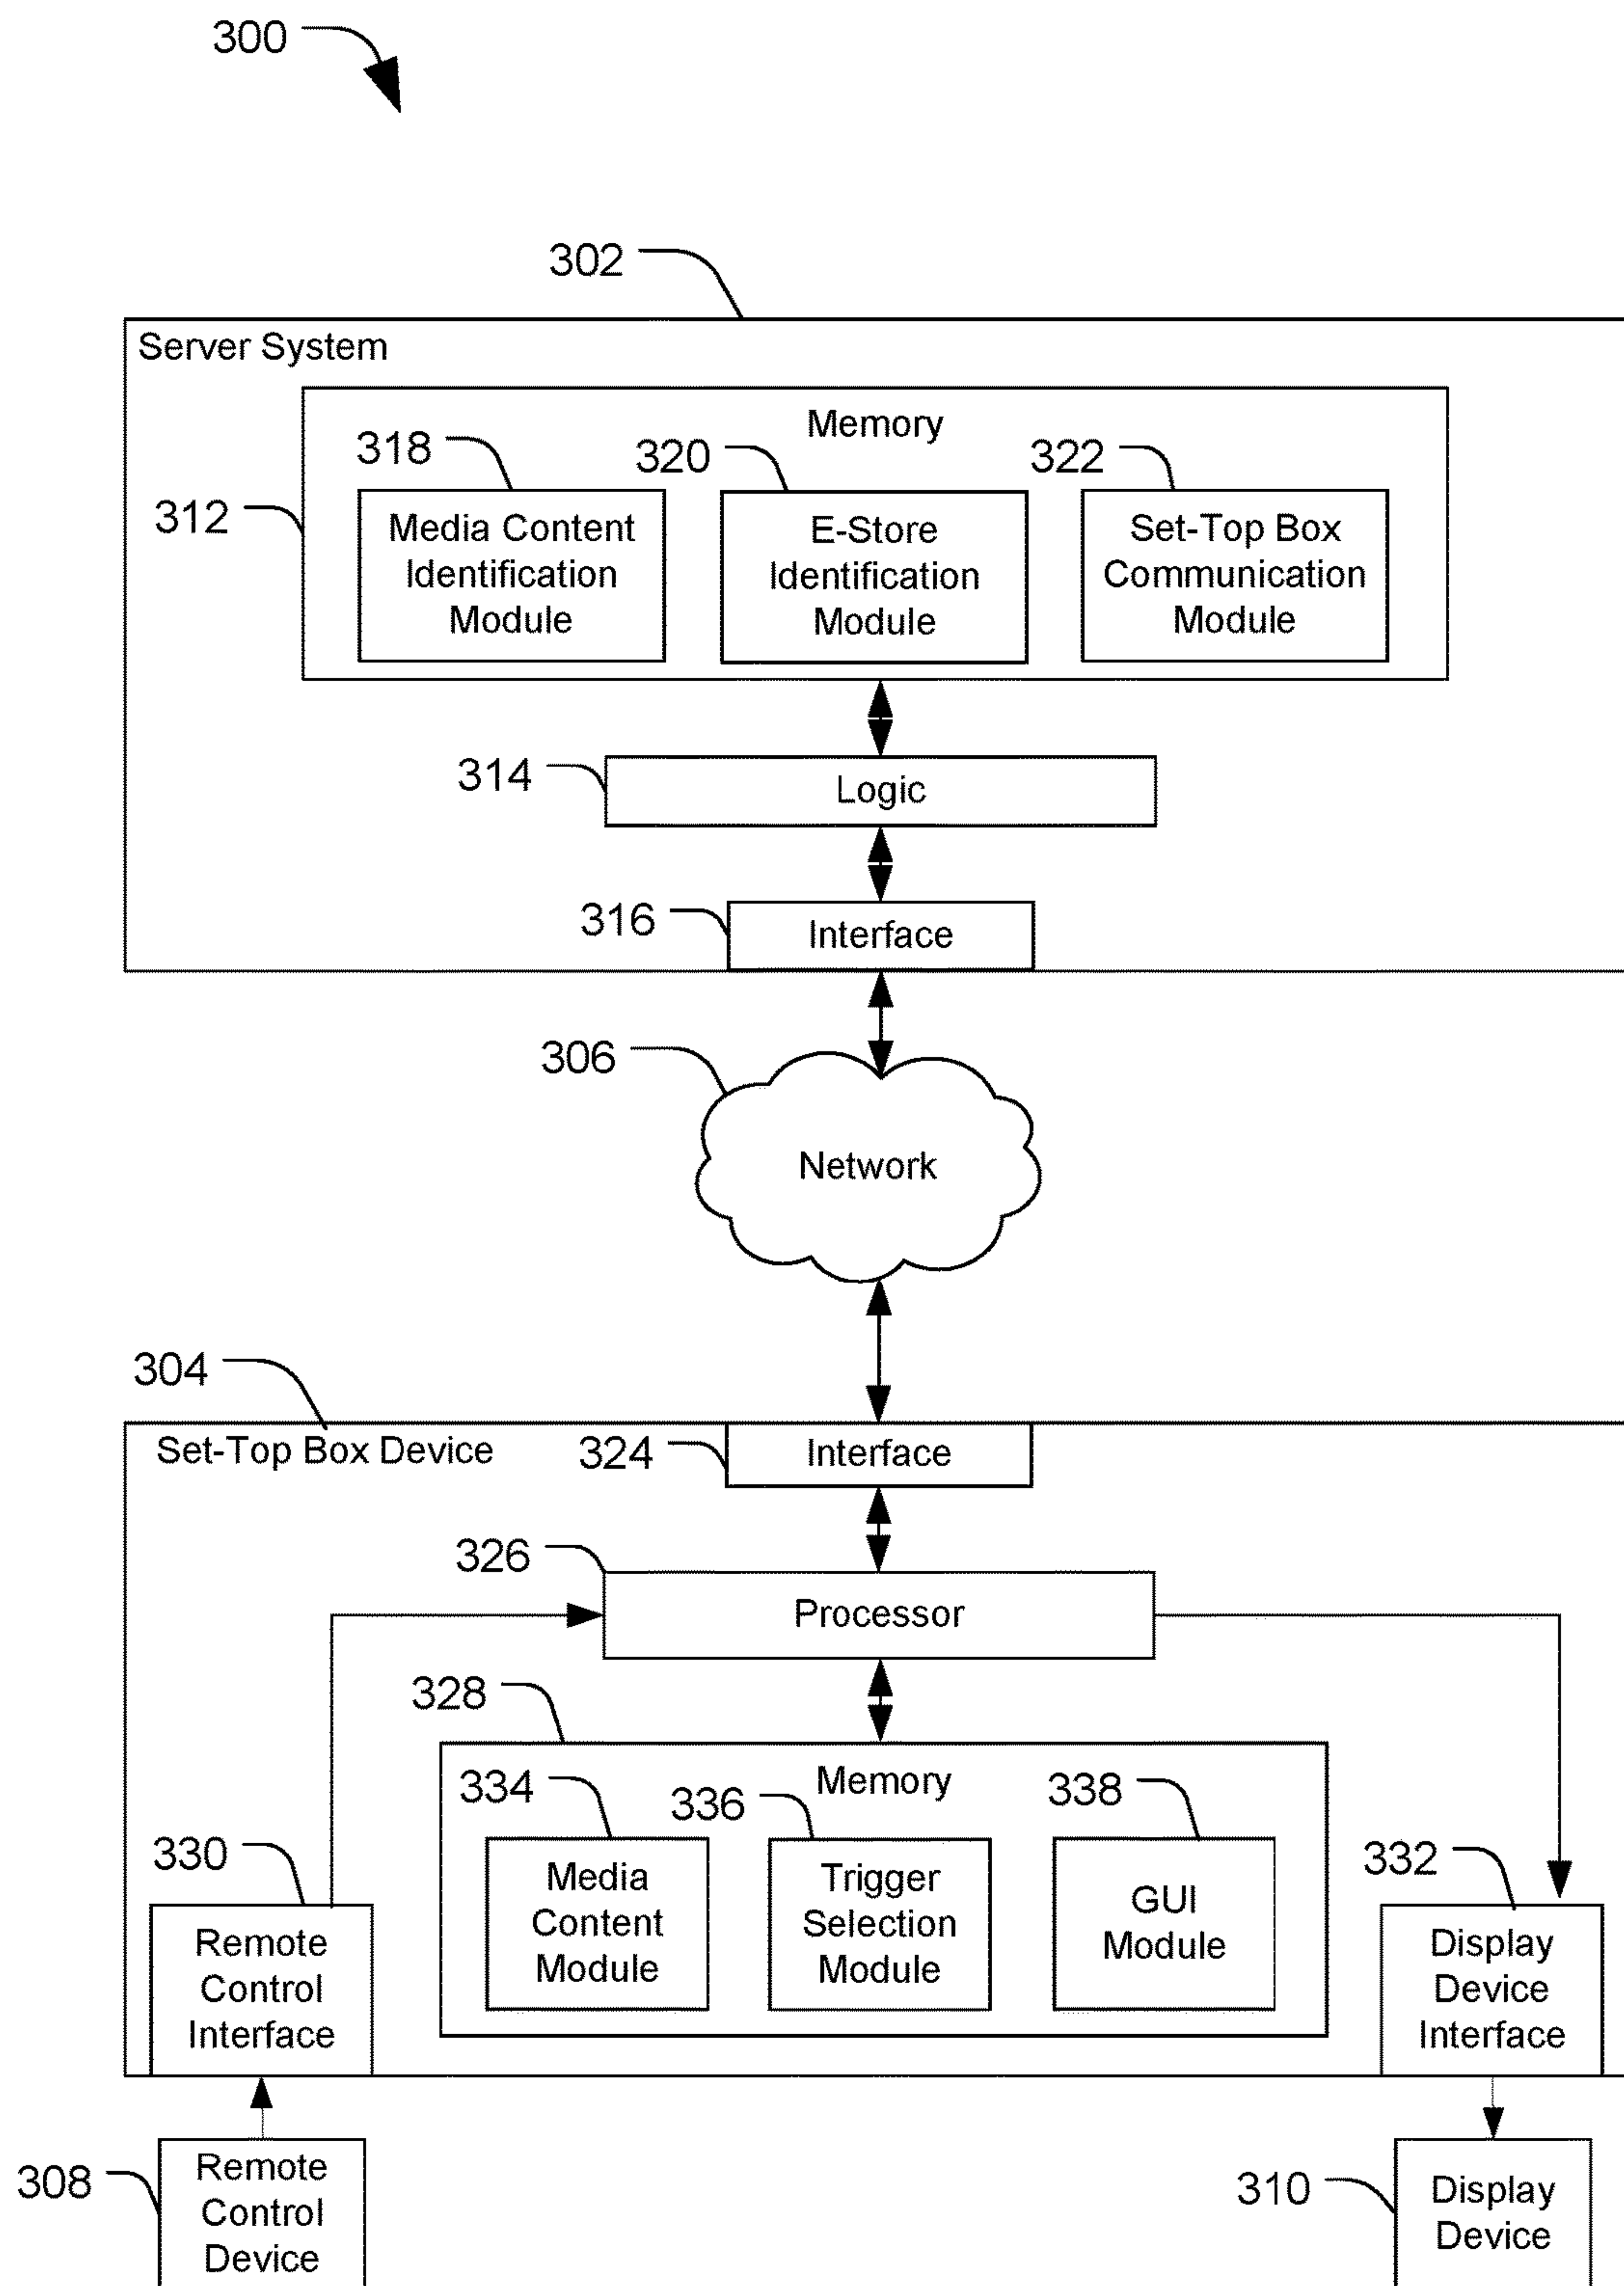 300
302
Server System
Memory
318
320
322
312
Media Content
Identification
Module
E-Store
Identification
Module
Set-Top Box
Communication
Module
314
Logic
316
Interface
306
Network
304
Set-Top Box Device
324
Interface
326
Processor
328
Memory
334
336
338
Media
Content
Module
Trigger
Selection
Module
GUI
Module
330
Remote
Control
Interface
332
Display
Device
Interface
308
Remote
Control
Device
310
Display
Device